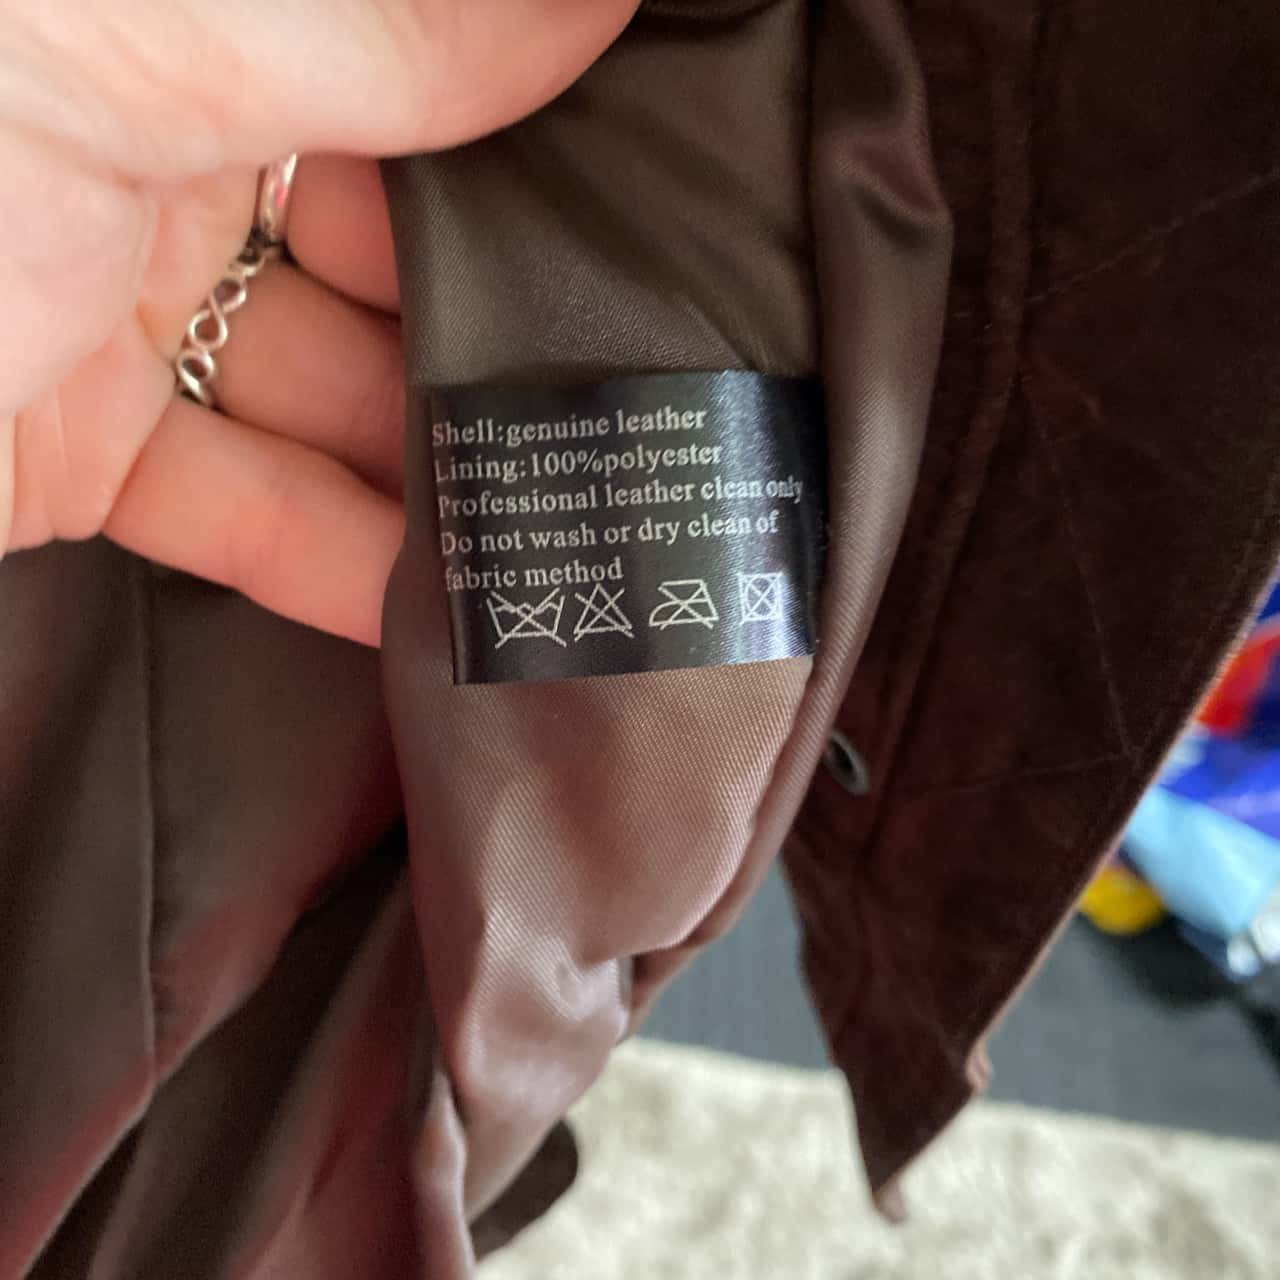 Shell:genuine leather
Lining:100%polyester
Professional leather clean only
Do not wash or dry clean of
fabric method